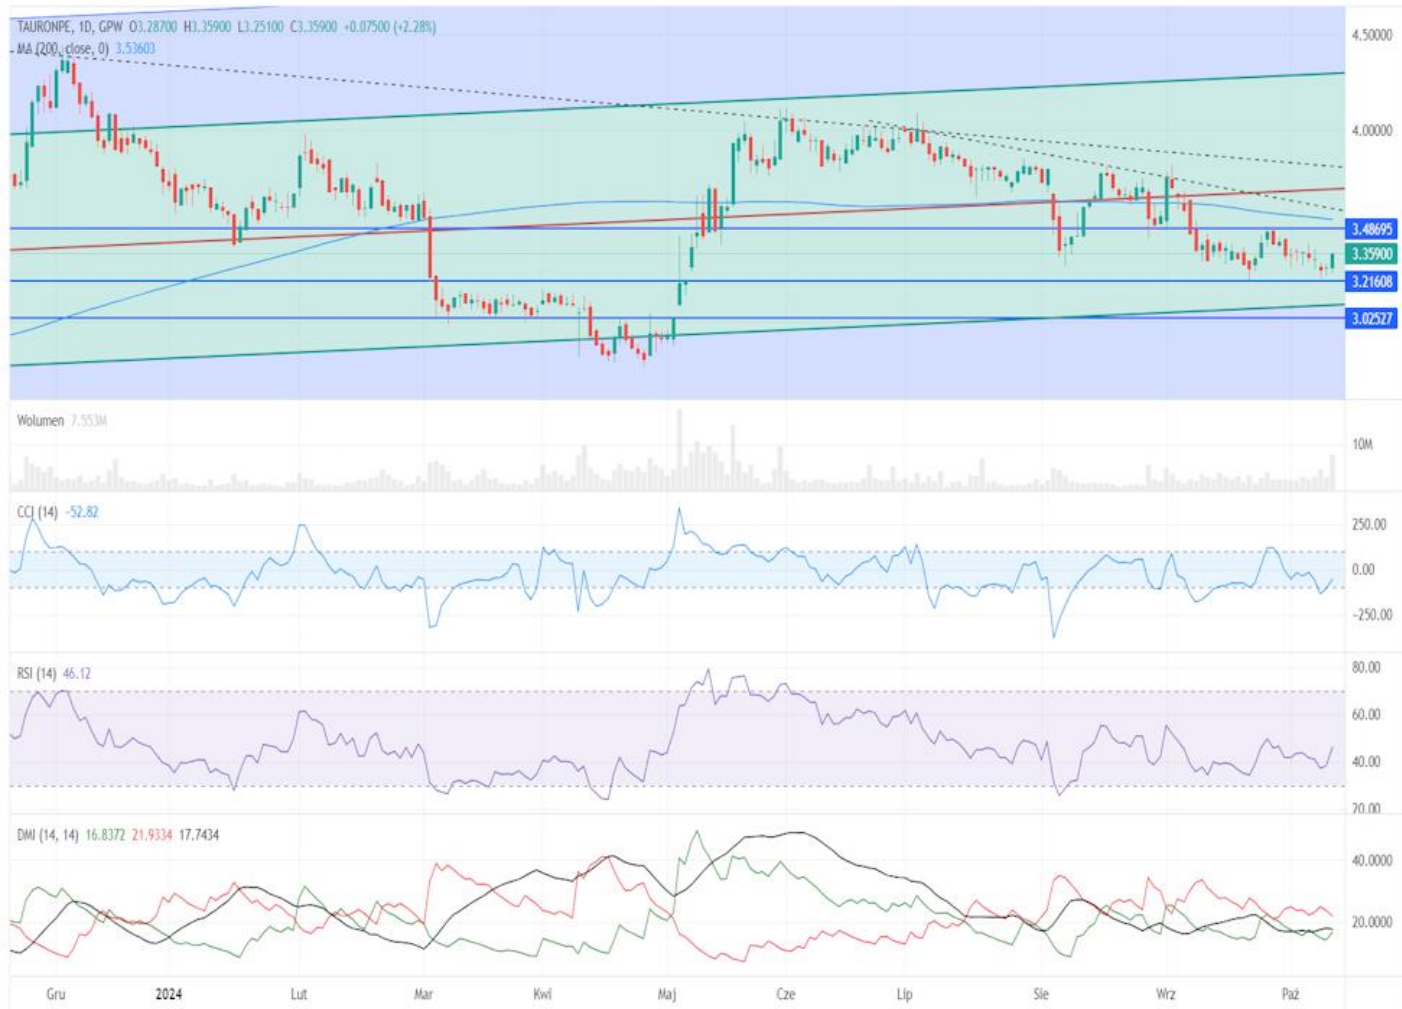 TAURONPE, 1D, GPW O3.28700 H3.35900 L3.25100 C3.35900 +0.07500 (+2.28%)
MA (200, close, 0) 3.53603
4.50000
4.00000
3.48695
3.35900
3.21608
3.02527
Wolumen 7.553M
10M
CCI (14) -52.82
250.00
0.00
-250.00
RSI (14) 46.12
80.00
60.00
40.00
20.00
DMI (14, 14) 16.8372 21.9334 17.7434
40.0000
20.0000
Gru 2024 Lut Mar Kwi Maj Cze Lip Sie Wrz Paź